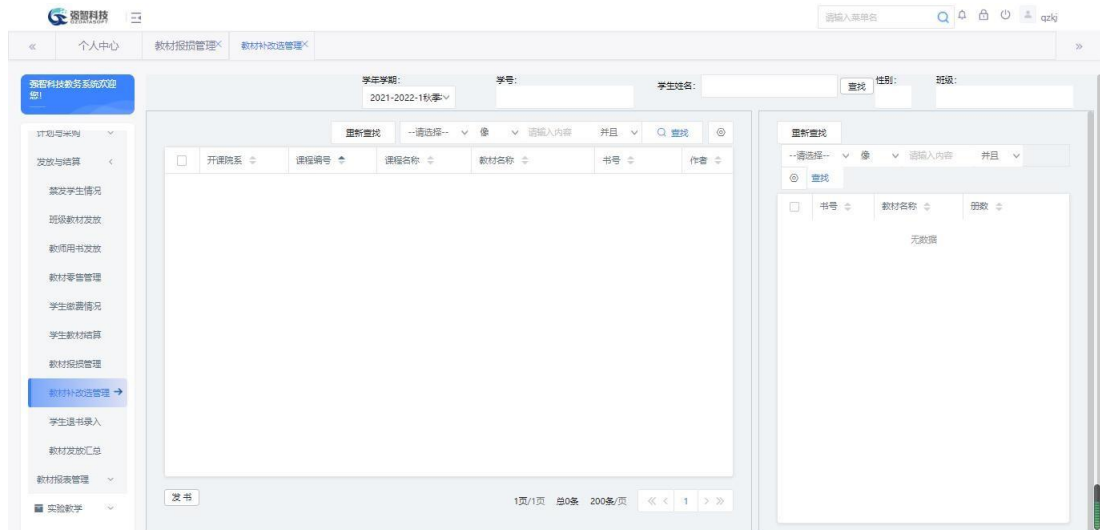 强智科技
QZDATASOFT
请输入菜单名
qzkj
个人中心
教材报损管理×
教材补改选管理×
强智科技教务系统欢迎您!
学年学期：
2021-2022-1秋季
学号：
学生姓名：
查找
性别：
班级：
计划与采购
发放与结算
禁发学生情况
班级教材发放
教师用书发放
教材零售管理
学生缴费情况
学生教材结算
教材报损管理
教材补改选管理
学生退书录入
教材发放汇总
教材报表管理
实验教学
重新查找 --请选择-- 像 请输入内容 并且 查找
开课院系 课程编号 课程名称 教材名称 书号 作者
发书
1页/1页 总0条 200条/页 1
重新查找
--请选择-- 像 请输入内容 并且
查找
书号 教材名称 册数
无数据